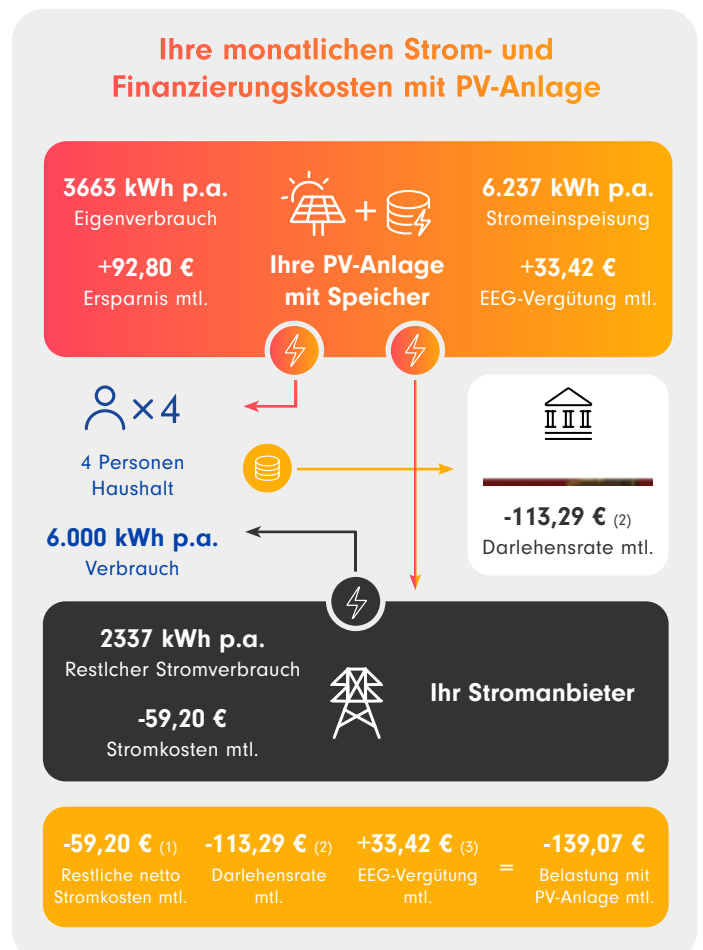 Ihre monatlichen Strom- und
Finanzierungskosten mit PV-Anlage
3663 kWh p.a.
Eigenverbrauch
+92,80 €
Ersparnis mtl.
Ihre PV-Anlage
mit Speicher
6.237 kWh p.a.
Stromeinspeisung
+33,42 €
EEG-Vergütung mtl.
×4
4 Personen
Haushalt
6.000 kWh p.a.
Verbrauch
-113,29 € (2)
Darlehensrate mtl.
2337 kWh p.a.
Restlcher Stromverbrauch
-59,20 €
Stromkosten mtl.
Ihr Stromanbieter
-59,20 € (1)
Restliche netto
Stromkosten mtl.
-113,29 € (2)
Darlehensrate
mtl.
+33,42 € (3)
EEG-Vergütung
mtl.
=
-139,07 €
Belastung mit
PV-Anlage mtl.